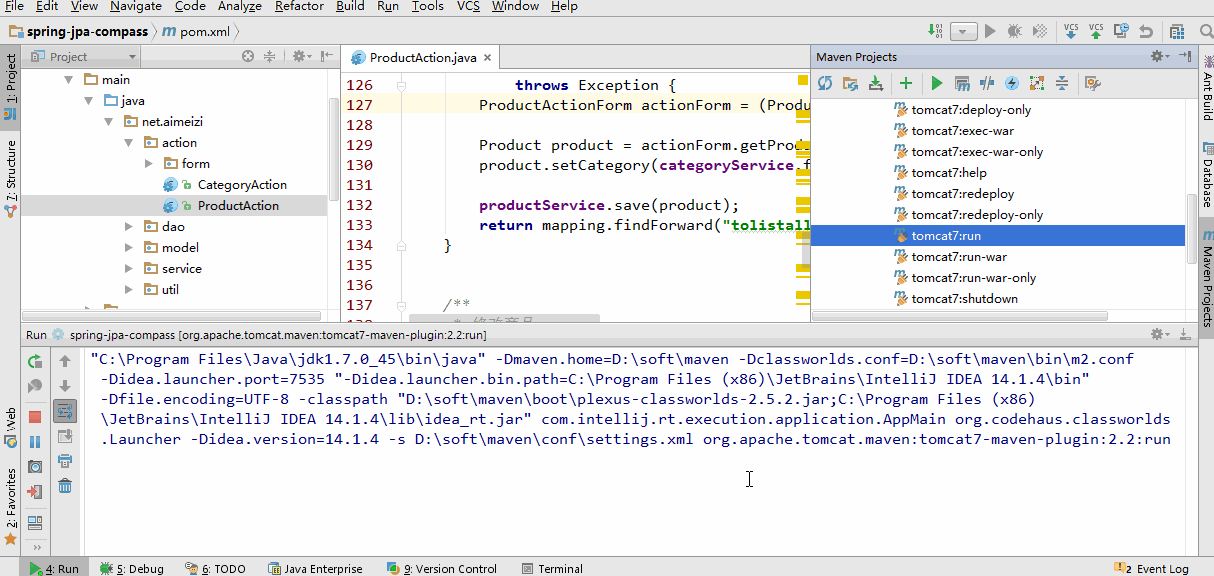 File Edit View Navigate Code Analyze Refactor Build Run Tools VCS Window Help
spring-jpa-compass pom.xml
VCS VCS
1: Project
Z: Structure
Web
2: Favorites
Project
main
java
net.aimeizi
action
form
CategoryAction
ProductAction
dao
model
service
util
ProductAction.java
126 throws Exception {
127 ProductActionForm actionForm = (Produ
128
129 Product product = actionForm.getProd
130 product.setCategory(categoryService.f
131
132 productService.save(product);
133 return mapping.findForward("tolistall
134 }
135
136
137 /**
Maven Projects
tomcat7:deploy-only
tomcat7:exec-war
tomcat7:exec-war-only
tomcat7:help
tomcat7:redeploy
tomcat7:redeploy-only
tomcat7:run
tomcat7:run-war
tomcat7:run-war-only
tomcat7:shutdown
Ant Build
Database
Maven Projects
Run spring-jpa-compass [org.apache.tomcat.maven:tomcat7-maven-plugin:2.2:run]
"C:\Program Files\Java\jdk1.7.0_45\bin\java" -Dmaven.home=D:\soft\maven -Dclassworlds.conf=D:\soft\maven\bin\m2.conf
-Didea.launcher.port=7535 "-Didea.launcher.bin.path=C:\Program Files (x86)\JetBrains\IntelliJ IDEA 14.1.4\bin"
-Dfile.encoding=UTF-8 -classpath "D:\soft\maven\boot\plexus-classworlds-2.5.2.jar;C:\Program Files (x86)
\JetBrains\IntelliJ IDEA 14.1.4\lib\idea_rt.jar" com.intellij.rt.execution.application.AppMain org.codehaus.classworlds
.Launcher -Didea.version=14.1.4 -s D:\soft\maven\conf\settings.xml org.apache.tomcat.maven:tomcat7-maven-plugin:2.2:run
4: Run 5: Debug 6: TODO Java Enterprise 9: Version Control Terminal 2 Event Log